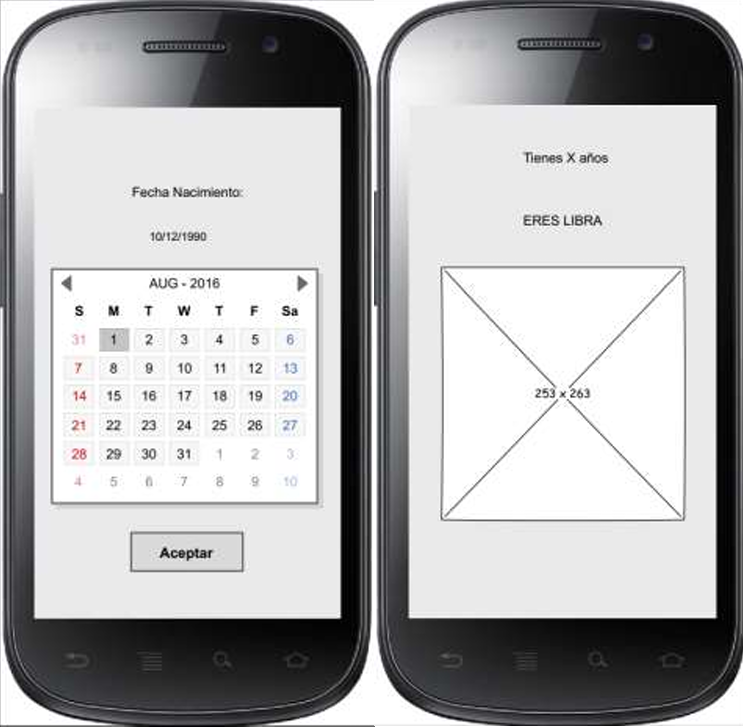 Fecha Nacimiento:
10/12/1990
AUG - 2016
S M T W T F Sa
31 1 2 3 4 5 6
7 8 9 10 11 12 13
14 15 16 17 18 19 20
21 22 23 24 25 26 27
28 29 30 31 1 2 3
4 5 6 7 8 9 10
Aceptar
Tienes X años
ERES LIBRA
253 x 263